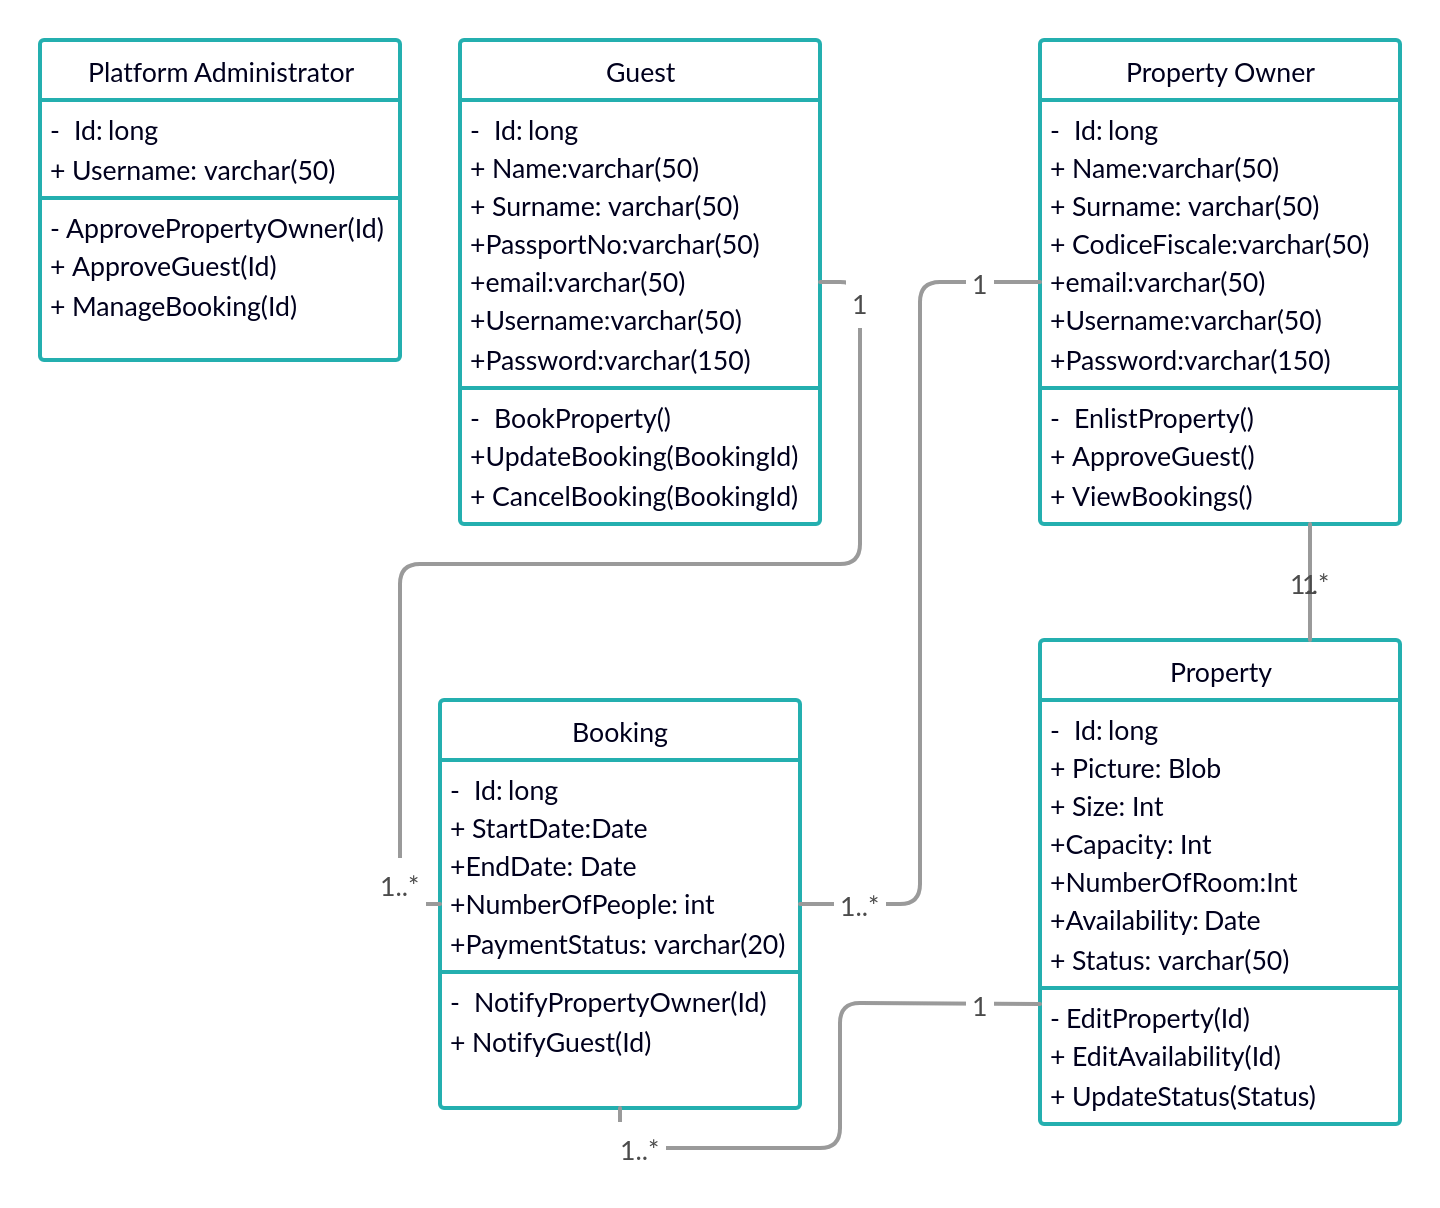 Platform Administrator
- Id: long
+ Username: varchar(50)
- ApprovePropertyOwner(Id)
+ ApproveGuest(Id)
+ ManageBooking(Id)
Guest
- Id: long
+ Name:varchar(50)
+ Surname: varchar(50)
+PassportNo:varchar(50)
+email:varchar(50)
+Username:varchar(50)
+Password:varchar(150)
- BookProperty()
+UpdateBooking(BookingId)
+ CancelBooking(BookingId)
1
1
Property Owner
- Id: long
+ Name:varchar(50)
+ Surname: varchar(50)
+ CodiceFiscale:varchar(50)
+email:varchar(50)
+Username:varchar(50)
+Password:varchar(150)
- EnlistProperty()
+ ApproveGuest()
+ ViewBookings()
1
1..*
Booking
- Id: long
+ StartDate:Date
+EndDate: Date
+NumberOfPeople: int
+PaymentStatus: varchar(20)
- NotifyPropertyOwner(Id)
+ NotifyGuest(Id)
1..*
1..*
1..*
1
Property
- Id: long
+ Picture: Blob
+ Size: Int
+Capacity: Int
+NumberOfRoom:Int
+Availability: Date
+ Status: varchar(50)
- EditProperty(Id)
+ EditAvailability(Id)
+ UpdateStatus(Status)